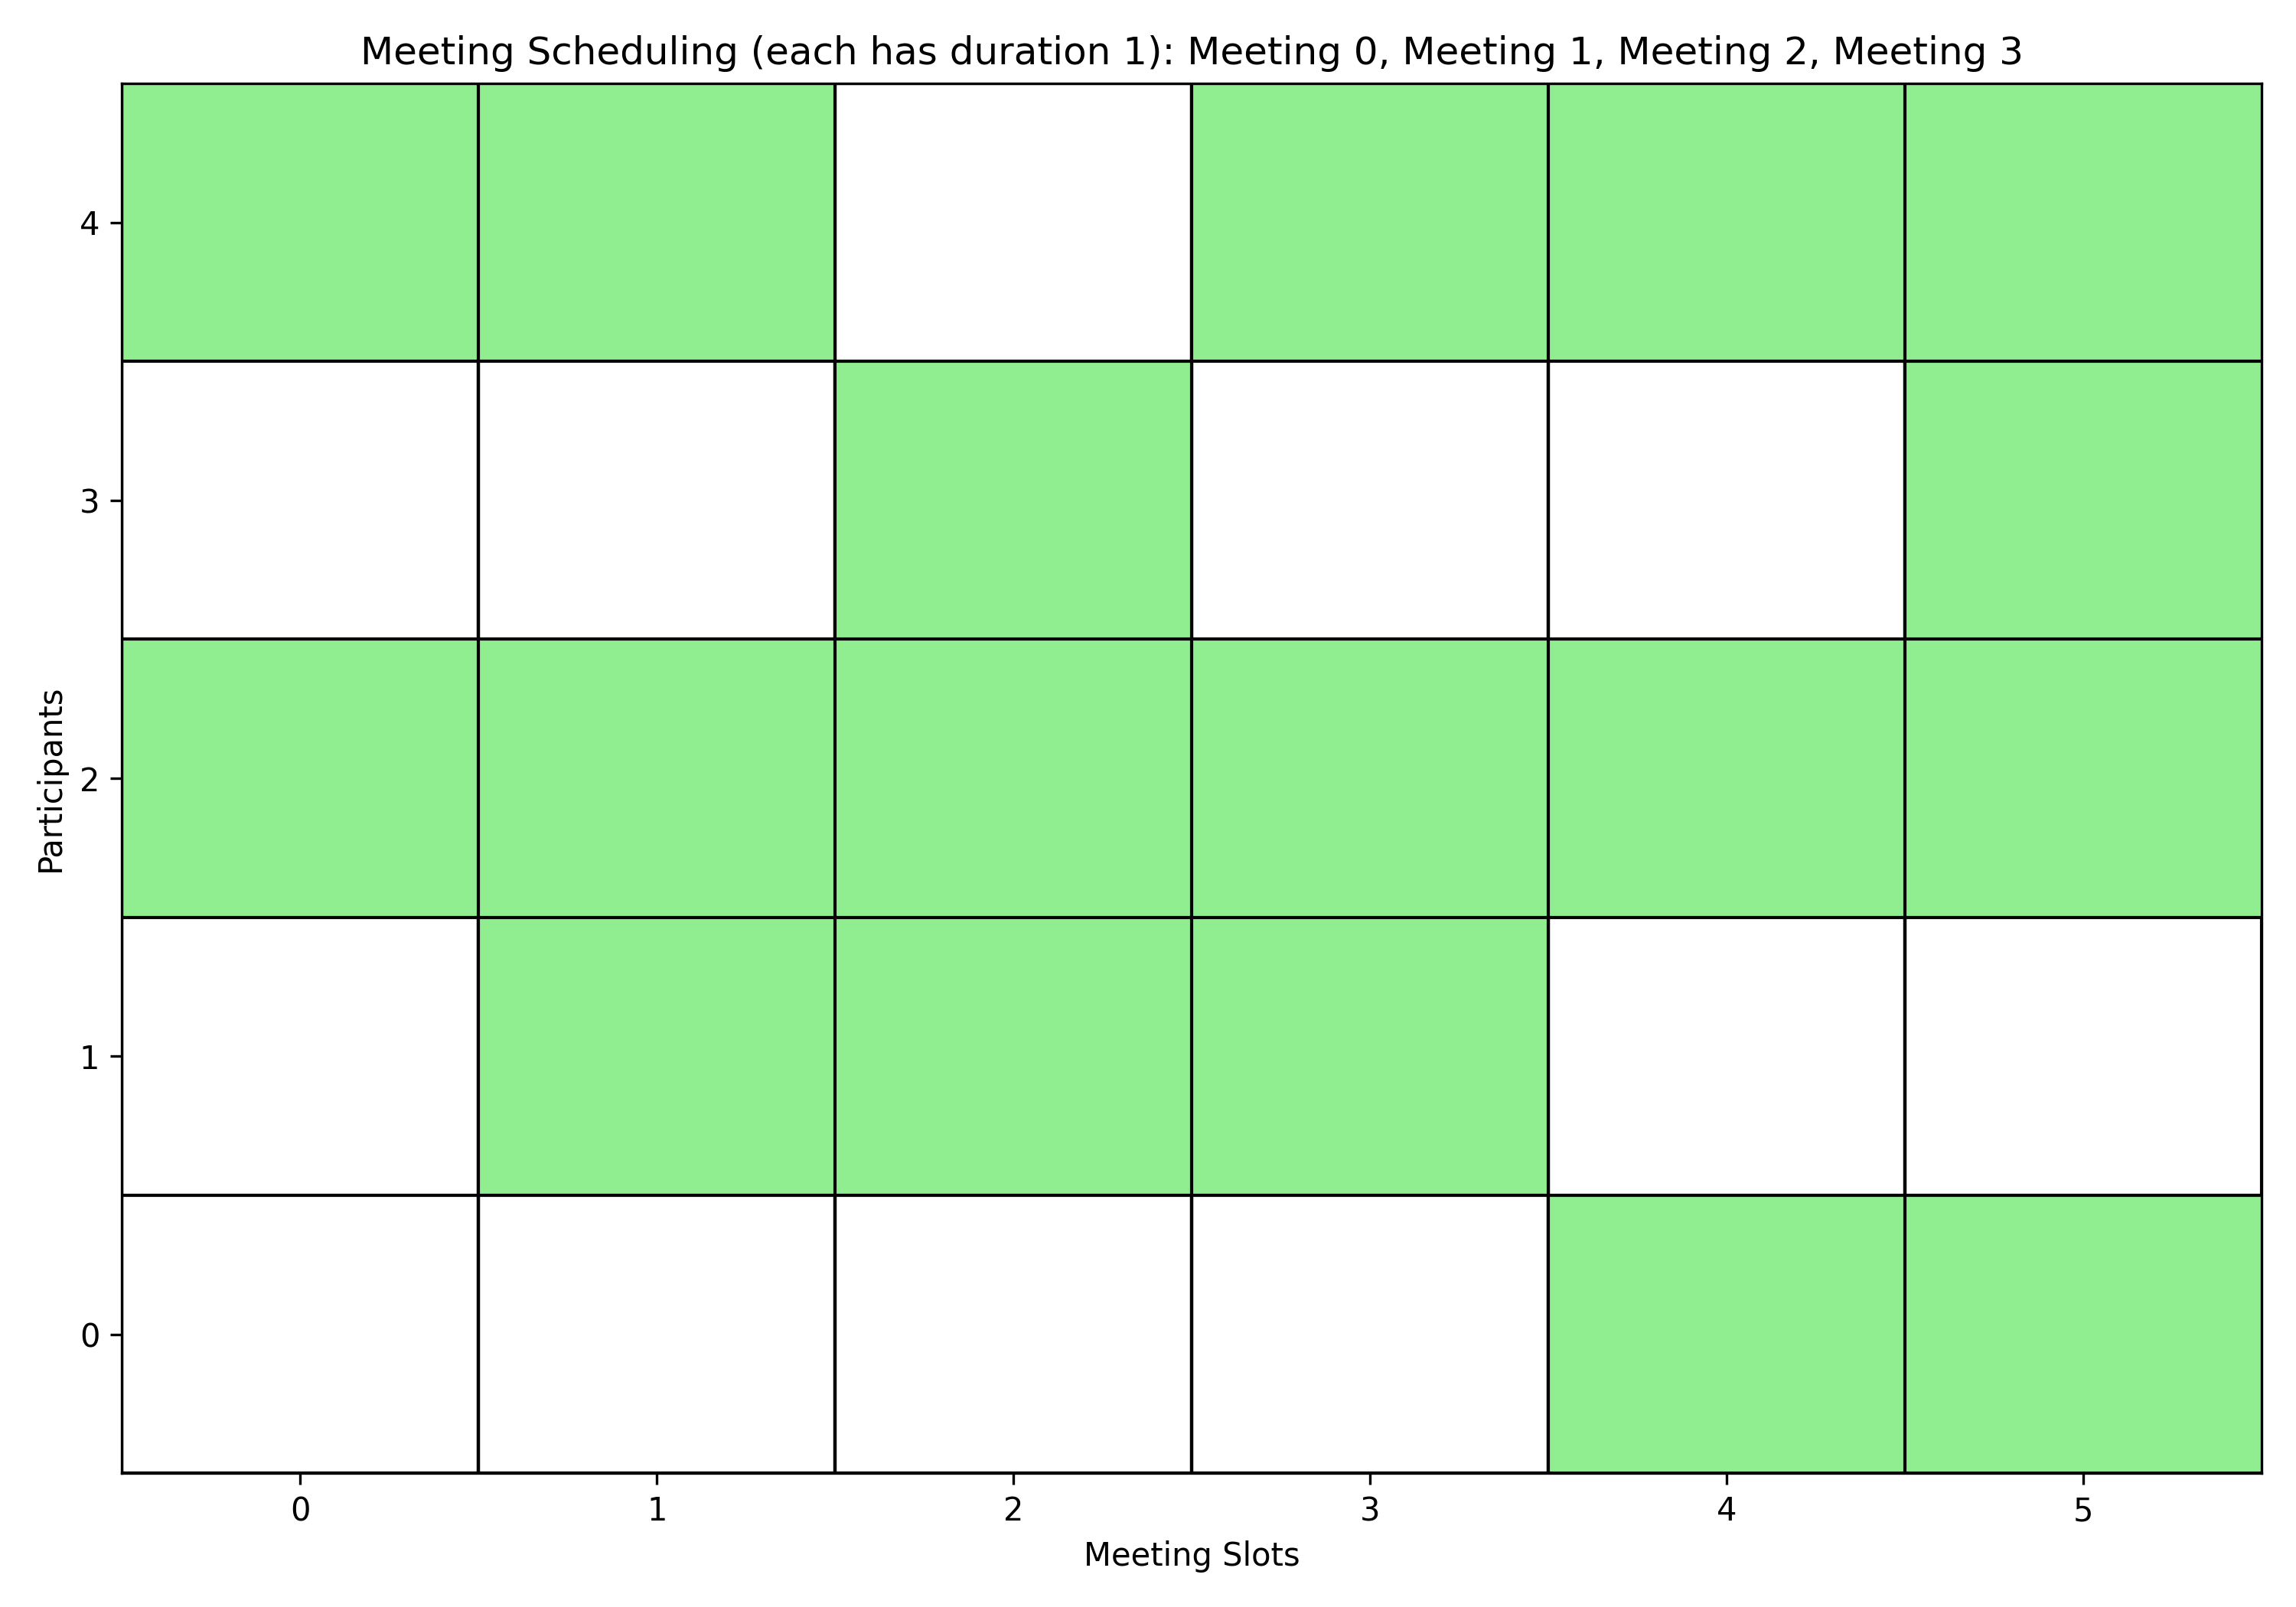 Meeting Scheduling (each has duration 1): Meeting 0, Meeting 1, Meeting 2, Meeting 3
Participants
4
3
2
1
0
0 1 2 3 4 5
Meeting Slots